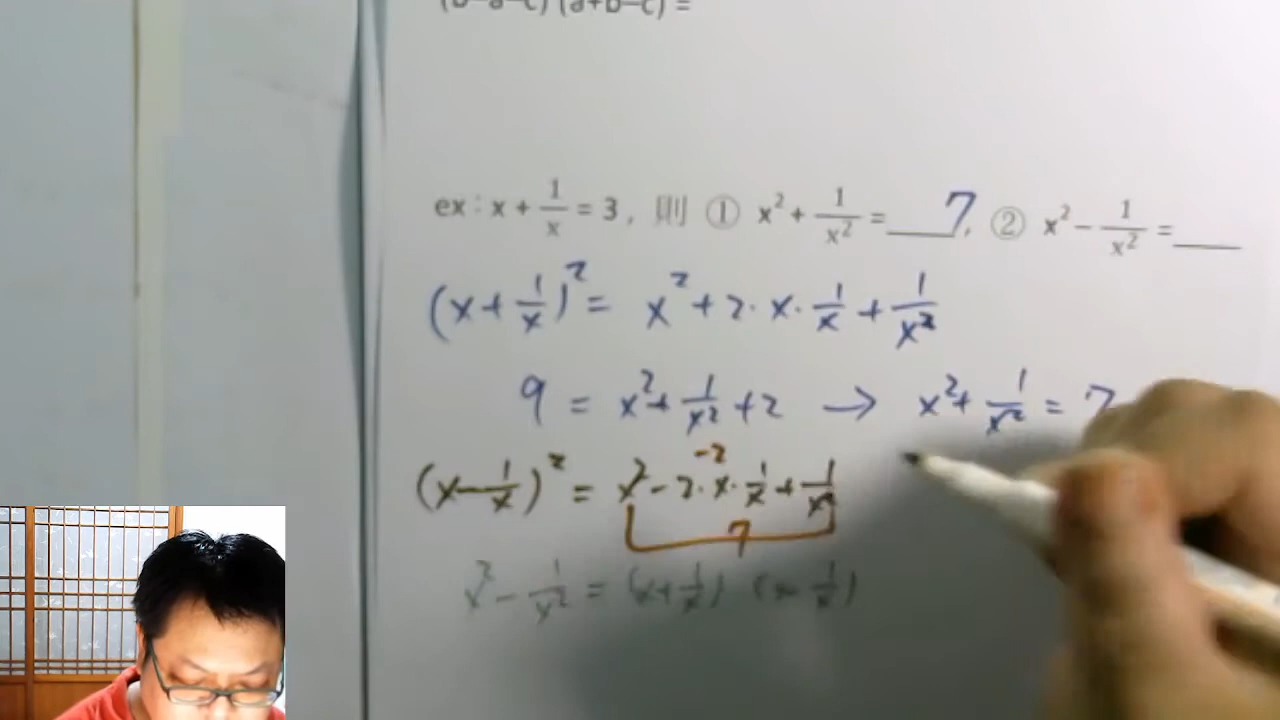 (b−a−c) (a+b−c) =
ex：x + 1/x = 3，則 ① x² + 1/x² = 7，② x² − 1/x² = ____
(x + 1/x)² = x² + 2 · x · 1/x + 1/x²
9 = x² + 1/x² + 2 → x² + 1/x² = 7
-2
(x − 1/x)² = x² − 2 · x · 1/x + 1/x²
7
x² − 1/x² = (x + 1/x) (x − 1/x)